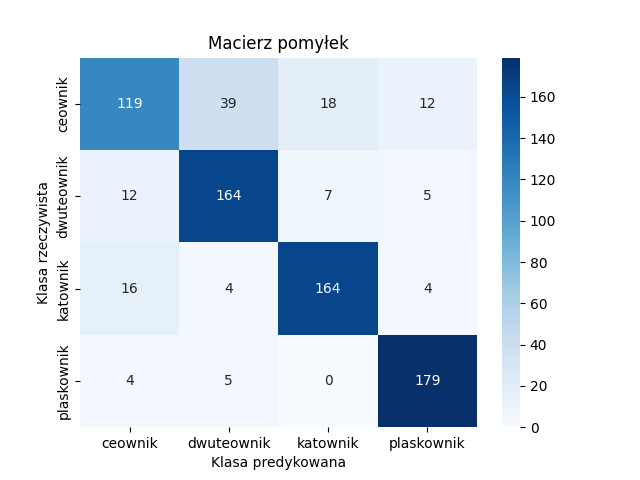 Macierz pomyłek
Klasa rzeczywista
ceownik
119 39 18 12
dwuteownik
12 164 7 5
katownik
16 4 164 4
plaskownik
4 5 0 179
ceownik dwuteownik katownik plaskownik
Klasa predykowana
160
140
120
100
80
60
40
20
0